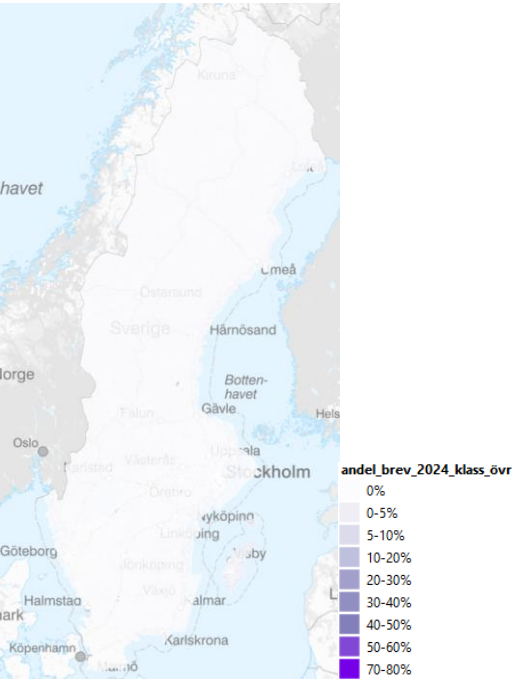 Kiruna
havet
Umeå
Östersund
Sverige
Härnösand
Norge
Botten-
havet
Falun
Gävle
Hels
Oslo
Uppsala
Västerås
Karlstad
Stockholm
Örebro
andel_brev_2024_klass_övr
0%
0-5%
5-10%
10-20%
20-30%
30-40%
40-50%
50-60%
70-80%
Nyköping
Linköping
Göteborg
Visby
Jönköping
Växjö
Halmstad
Kalmar
ark
L
Karlskrona
Köpenhamn
Malmö